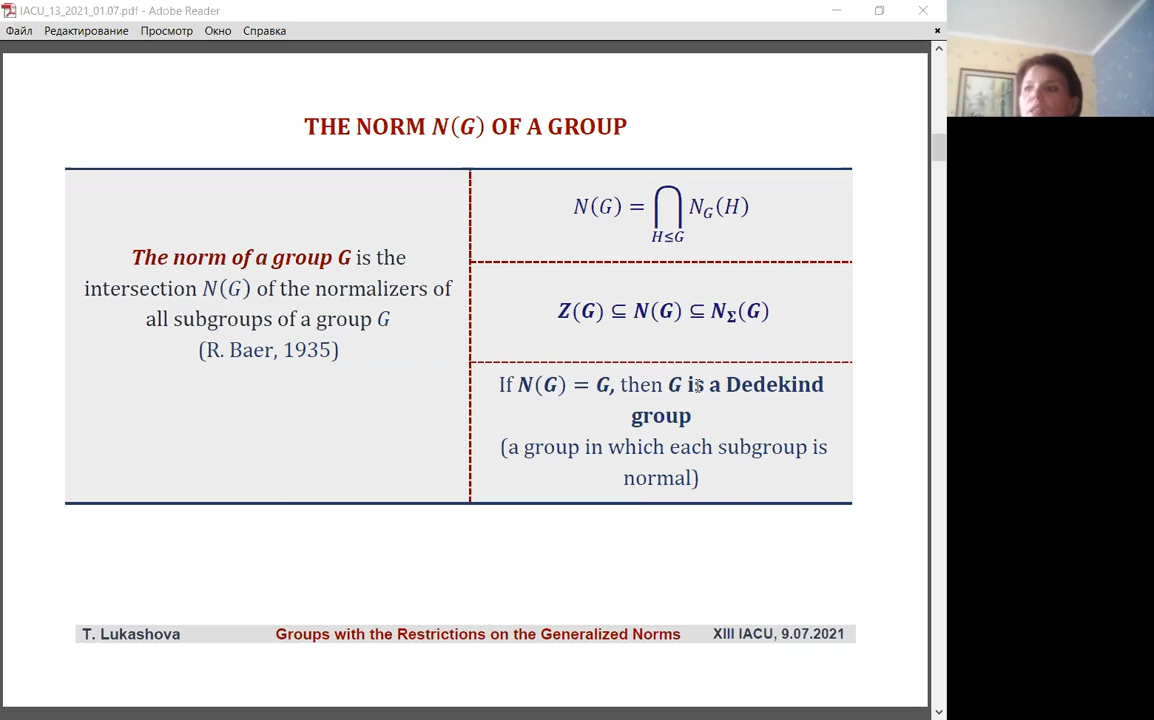 IACU_13_2021_01.07.pdf - Adobe Reader
Файл Редактирование Просмотр Окно Справка
THE NORM N(G) OF A GROUP
The norm of a group G is the
intersection N(G) of the normalizers of
all subgroups of a group G
(R. Baer, 1935)
N(G) = ⋂ N_G(H)
H≤G
Z(G) ⊆ N(G) ⊆ N_Σ(G)
If N(G) = G, then G is a Dedekind
group
(a group in which each subgroup is
normal)
T. Lukashova Groups with the Restrictions on the Generalized Norms XIII IACU, 9.07.2021